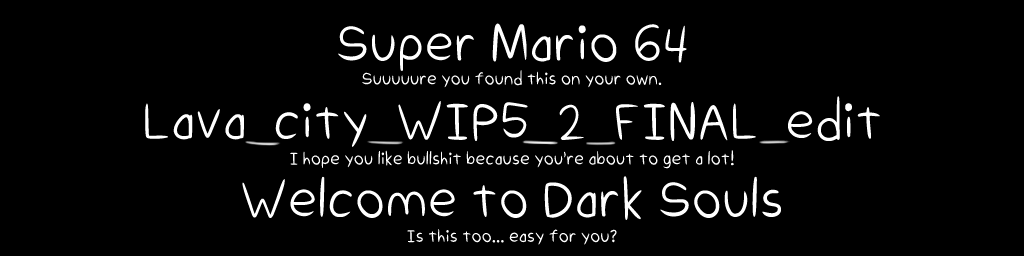 Super Mario 64
Suuuuure you found this on your own.
Lava_city_WIP5_2_FINAL_edit
I hope you like bullshit because you're about to get a lot!
Welcome to Dark Souls
Is this too... easy for you?